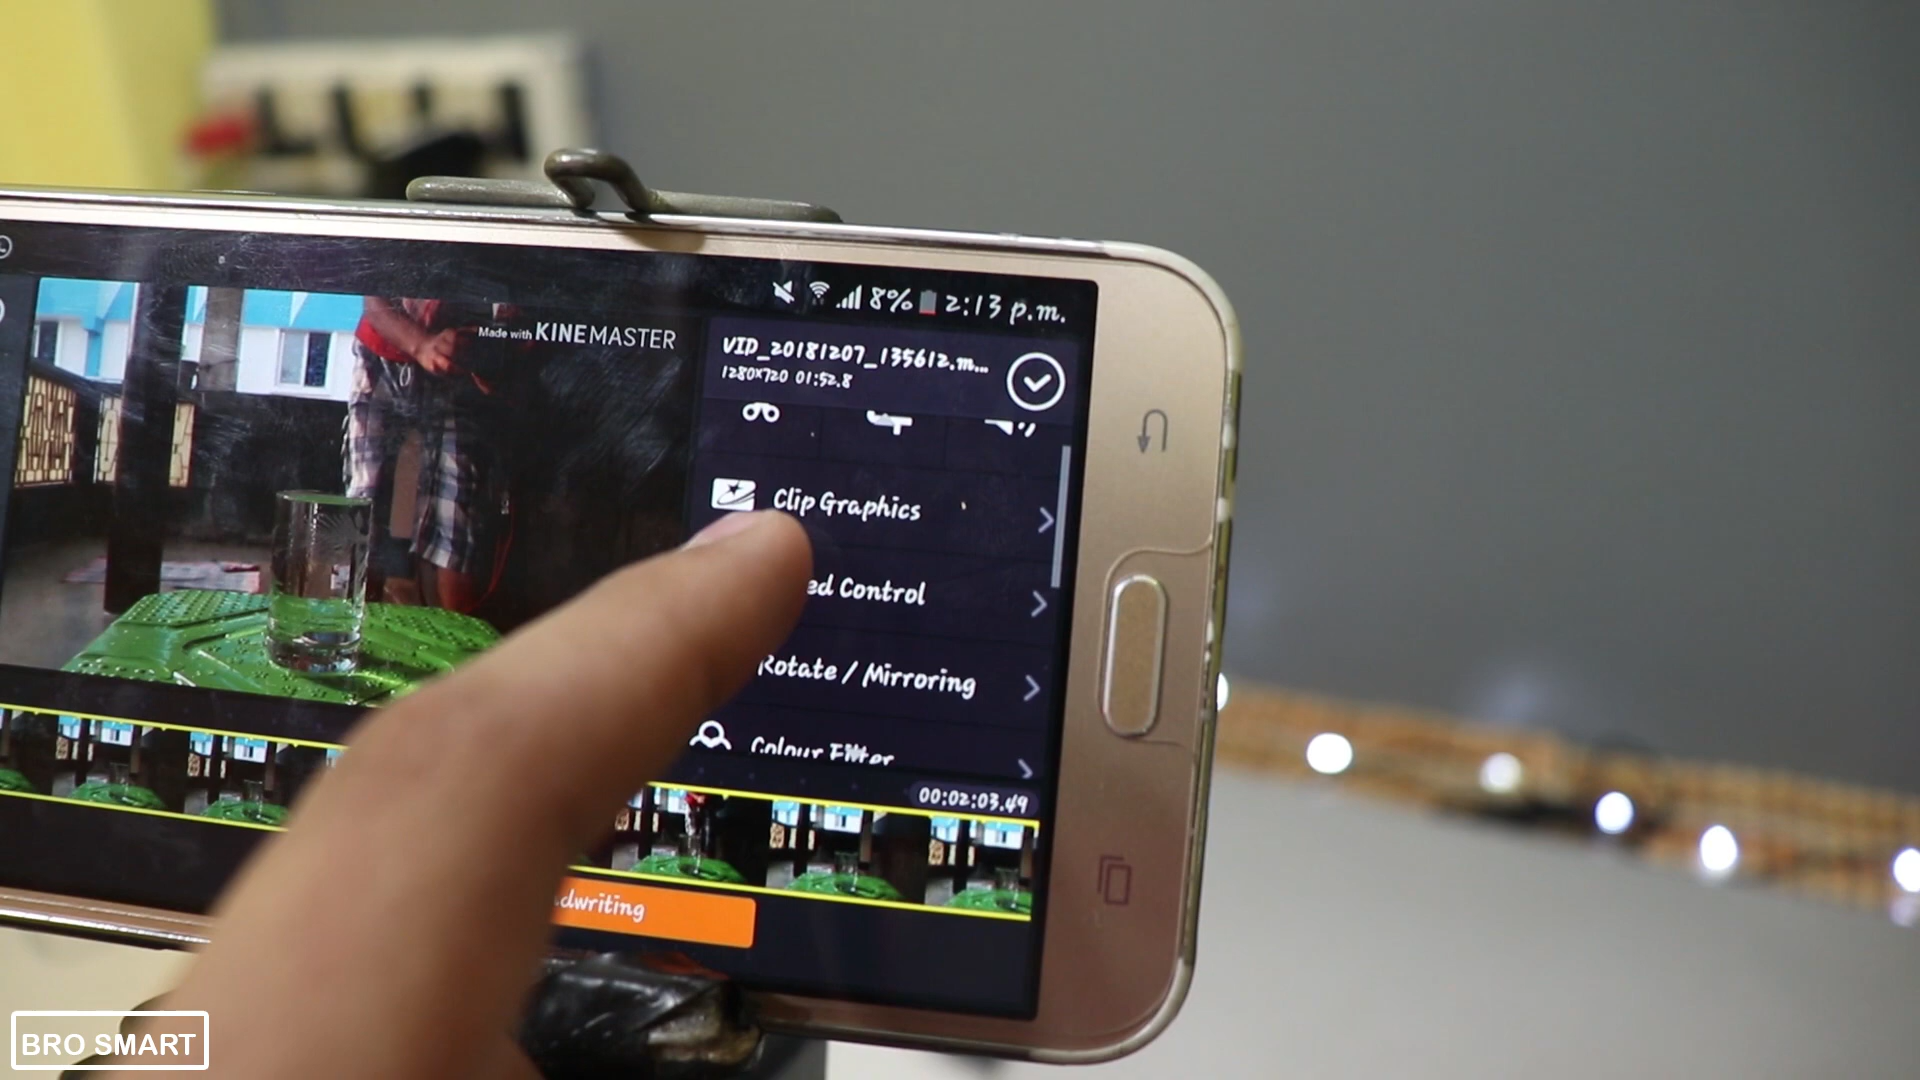 8% 2:13 p.m.
Made with KINEMASTER
VID_20181207_135612.m...
1280x720 01:52.8
Clip Graphics
ed Control
Rotate / Mirroring
Colour Filter
00:02:03.49
dwriting
BRO SMART